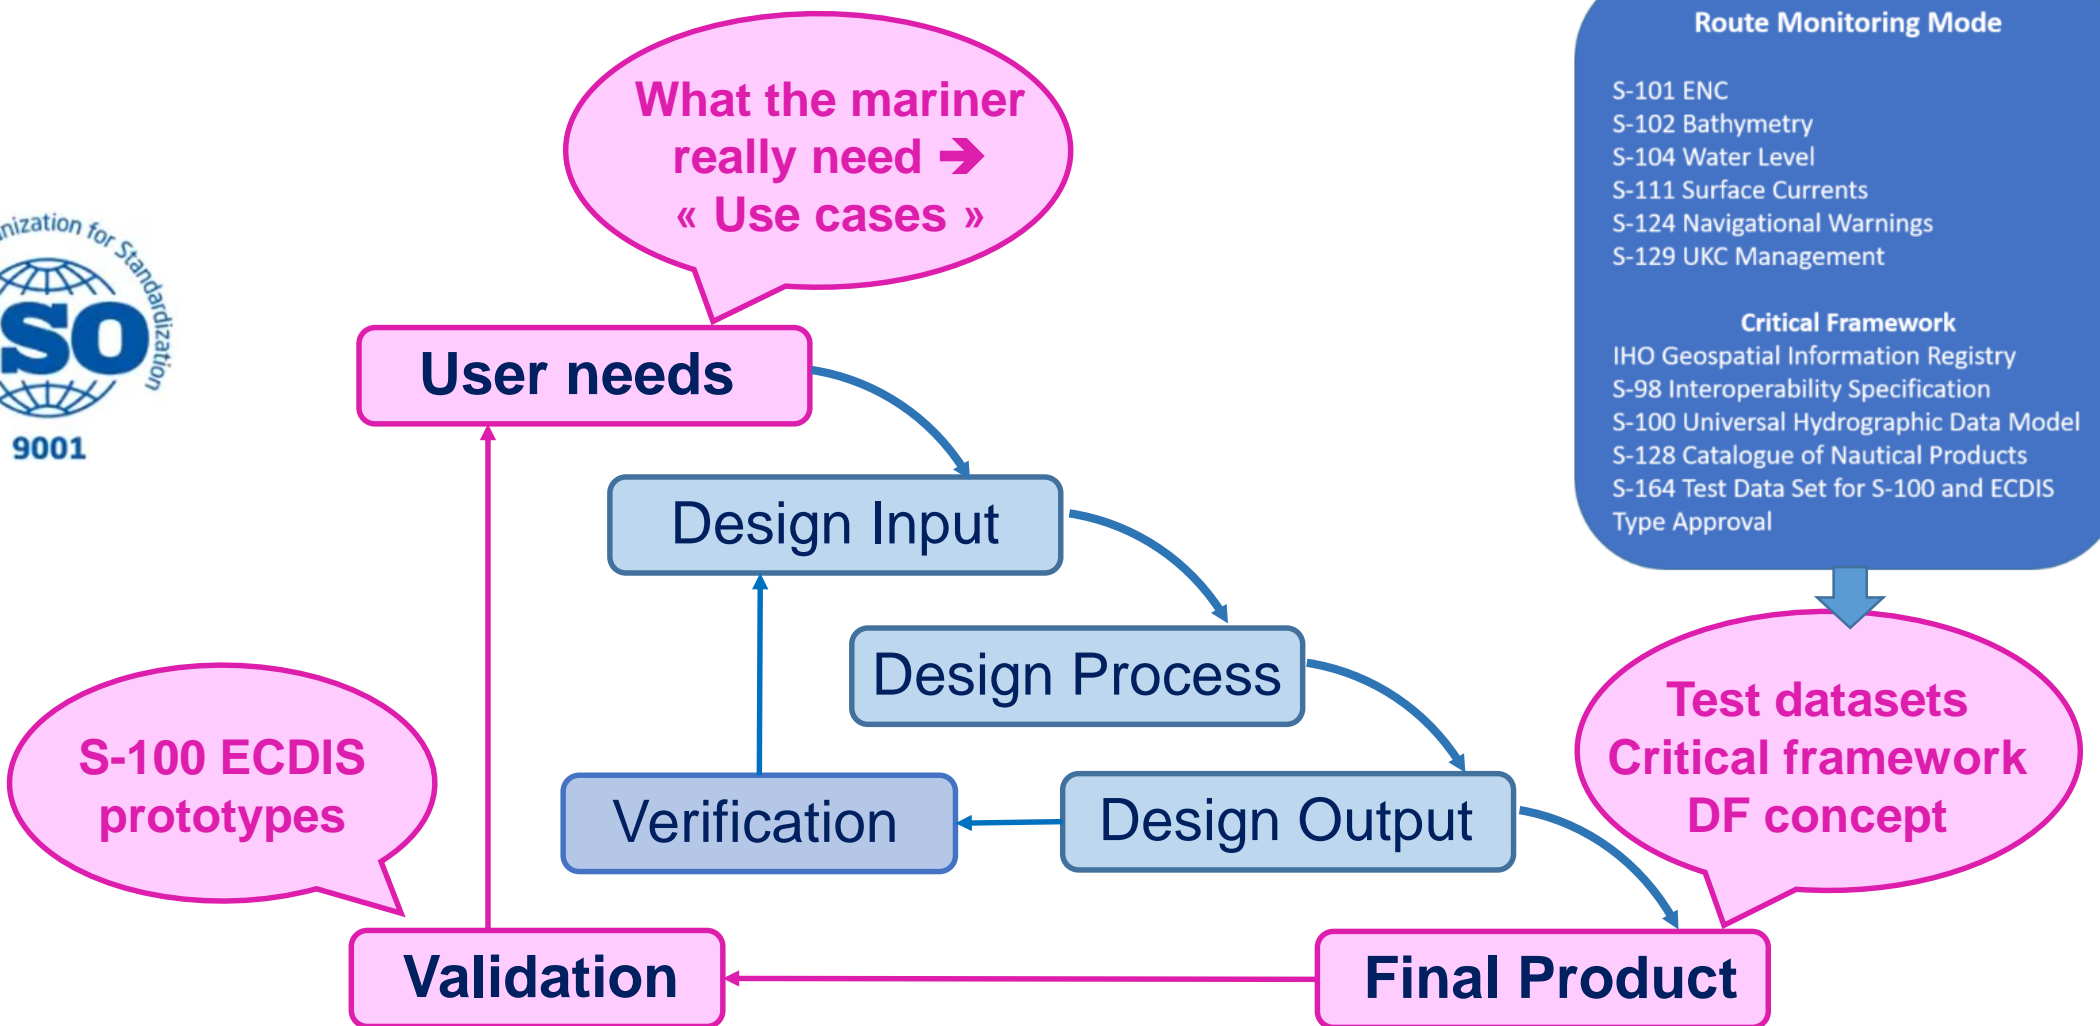 Route Monitoring Mode
S-101 ENC
S-102 Bathymetry
S-104 Water Level
S-111 Surface Currents
S-124 Navigational Warnings
S-129 UKC Management
Critical Framework
IHO Geospatial Information Registry
S-98 Interoperability Specification
S-100 Universal Hydrographic Data Model
S-128 Catalogue of Nautical Products
S-164 Test Data Set for S-100 and ECDIS
Type Approval
What the mariner
really need ➔
« Use cases »
for Standardization
SO
9001
User needs
Design Input
Design Process
Test datasets
Critical framework
DF concept
S-100 ECDIS
prototypes
Verification
Design Output
Validation
Final Product